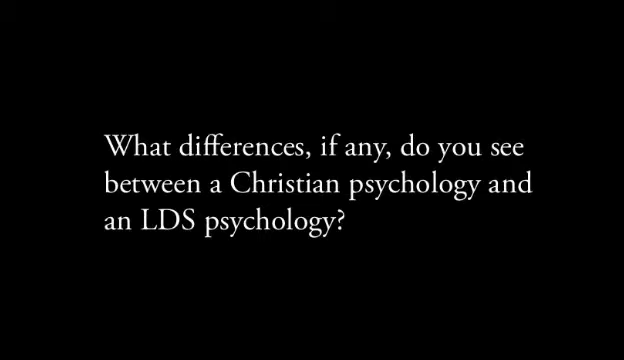 What differences, if any, do you see
between a Christian psychology and
an LDS psychology?